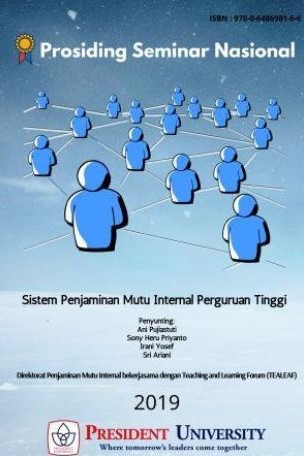 ISBN : 978-0-6486981-6-6
Prosiding Seminar Nasional
Sistem Penjaminan Mutu Internal Perguruan Tinggi
Penyunting:
Ani Pujiastuti
Sony Heru Priyanto
Irani Yosef
Sri Ariani
Direktorat Penjaminan Mutu Internal bekerjasama dengan Teaching and Learning Forum (TEALEAF)
2019
PRESIDENT UNIVERSITY
Where tomorrow's leaders come together